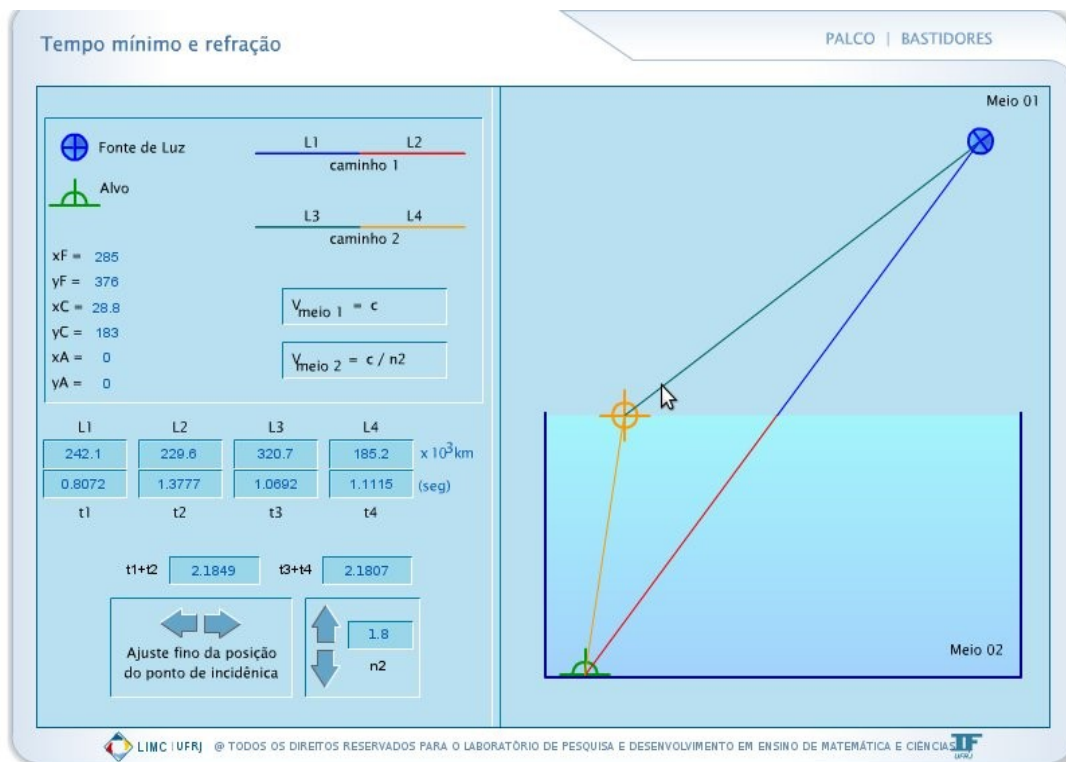 Tempo mínimo e refração
PALCO | BASTIDORES
Fonte de Luz
Alvo
L1 L2
caminho 1
L3 L4
caminho 2
xF = 285
yF = 376
xC = 28.8
yC = 183
xA = 0
yA = 0
Vmeio 1 = c
Vmeio 2 = c / n2
L1 L2 L3 L4
242.1 229.6 320.7 185.2 x 10³km
0.8072 1.3777 1.0692 1.1115 (seg)
t1 t2 t3 t4
t1+t2 2.1849 t3+t4 2.1807
Ajuste fino da posição
do ponto de incidênica
1.8
n2
Meio 01
Meio 02
LIMC | UFRJ @ TODOS OS DIREITOS RESERVADOS PARA O LABORATÓRIO DE PESQUISA E DESENVOLVIMENTO EM ENSINO DE MATEMÁTICA E CIÊNCIAS
IF
UFRJ